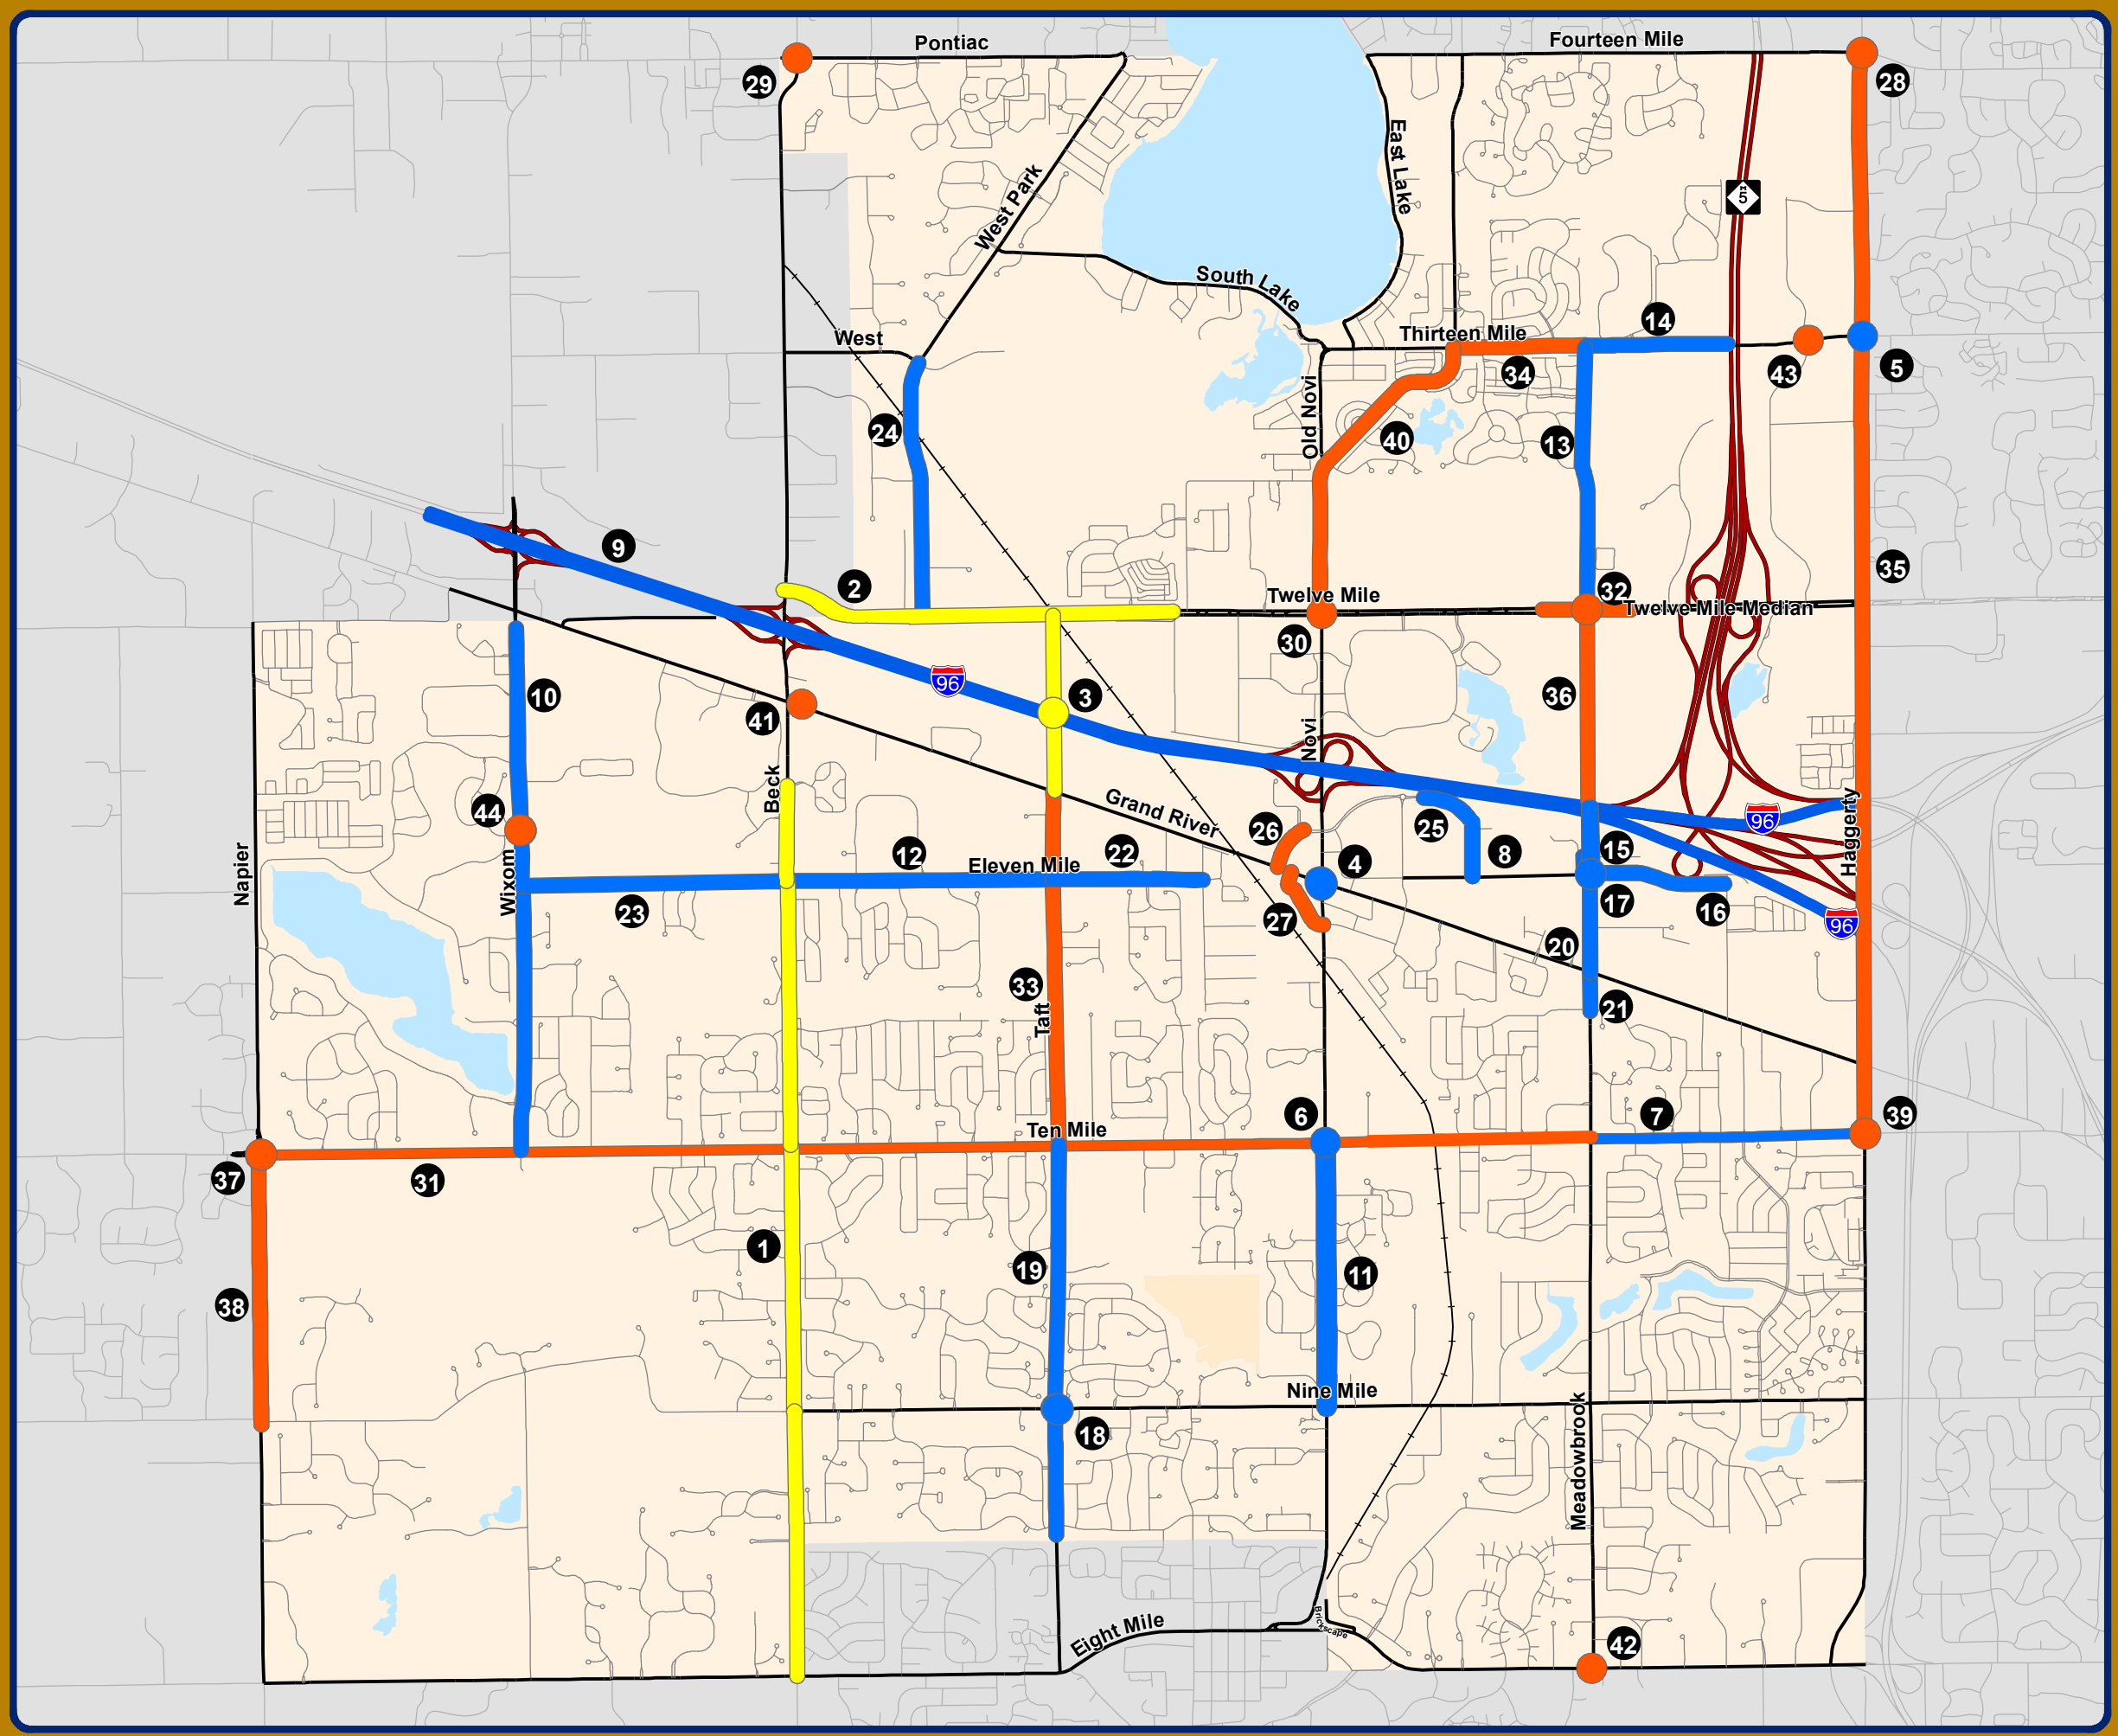 Pontiac
Fourteen Mile
29
28
West Park
East Lake
M
5
South Lake
West
Thirteen Mile
14
34
43
5
24
Old Novi
40
13
9
2
Twelve Mile
32
Twelve Mile Median
35
30
10
96
3
36
41
Novi
Beck
Grand River
44
26
25
96
Haggerty
Napier
Wixom
12
22
Eleven Mile
4
8
15
23
27
17
16
96
20
33
Taft
21
6
7
39
Ten Mile
37
31
1
19
11
38
Nine Mile
18
Meadowbrook
Brickscape
Eight Mile
42